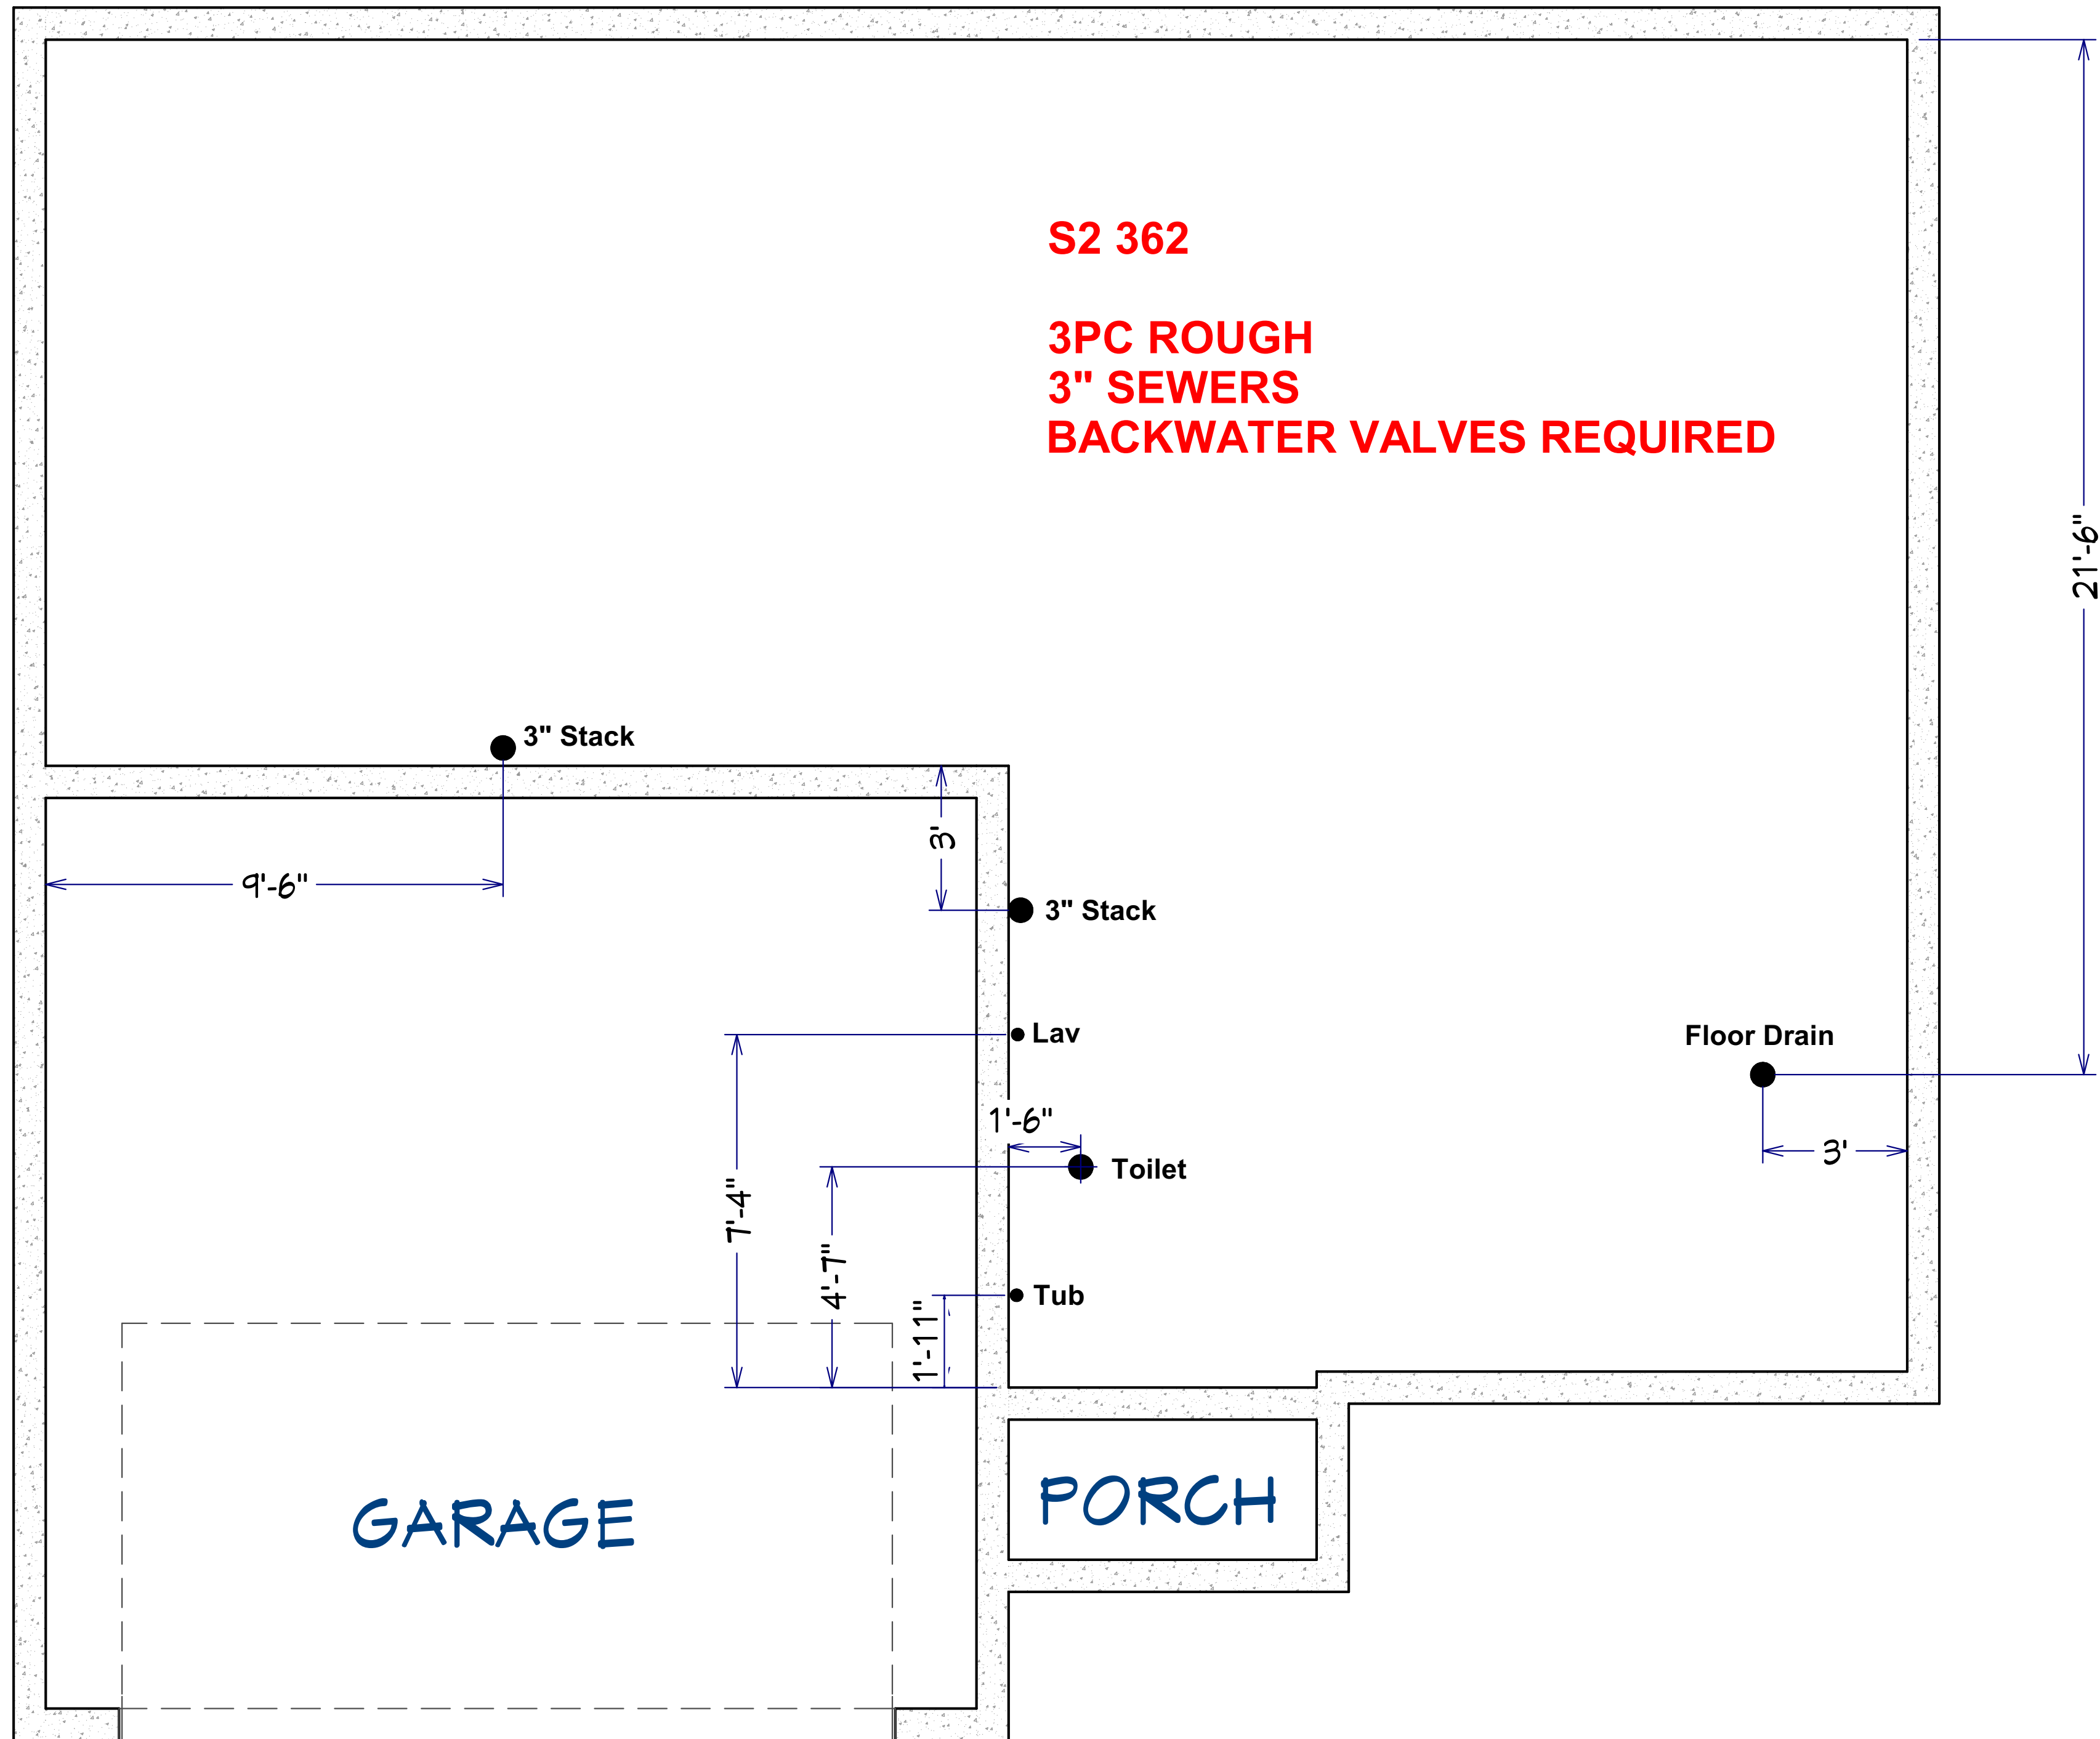 S2 362
3PC ROUGH
3" SEWERS
BACKWATER VALVES REQUIRED
21'-6"
3" Stack
3'
9'-6"
3" Stack
Lav
Floor Drain
1'-6"
3'
Toilet
7'-4"
4'-7"
Tub
1'-11"
GARAGE
PORCH